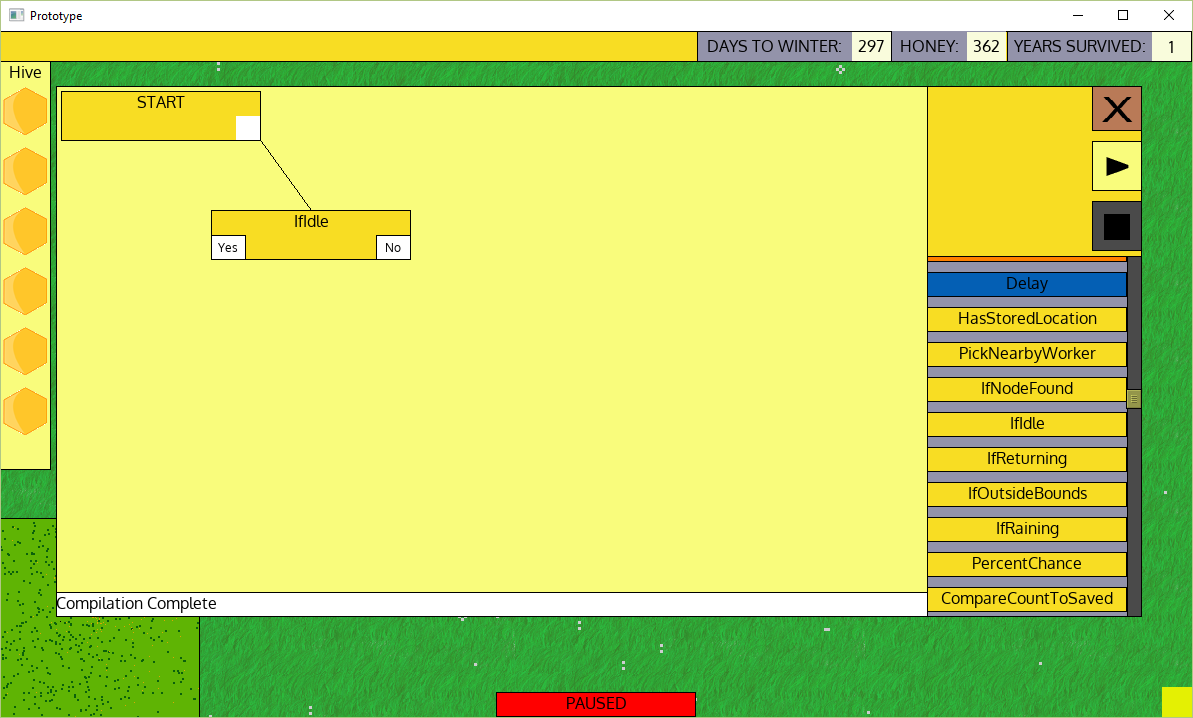 Prototype
DAYS TO WINTER: 297 HONEY: 362 YEARS SURVIVED: 1
Hive
START
IfIdle
Yes No
Delay
HasStoredLocation
PickNearbyWorker
IfNodeFound
IfIdle
IfReturning
IfOutsideBounds
IfRaining
PercentChance
CompareCountToSaved
Compilation Complete
PAUSED